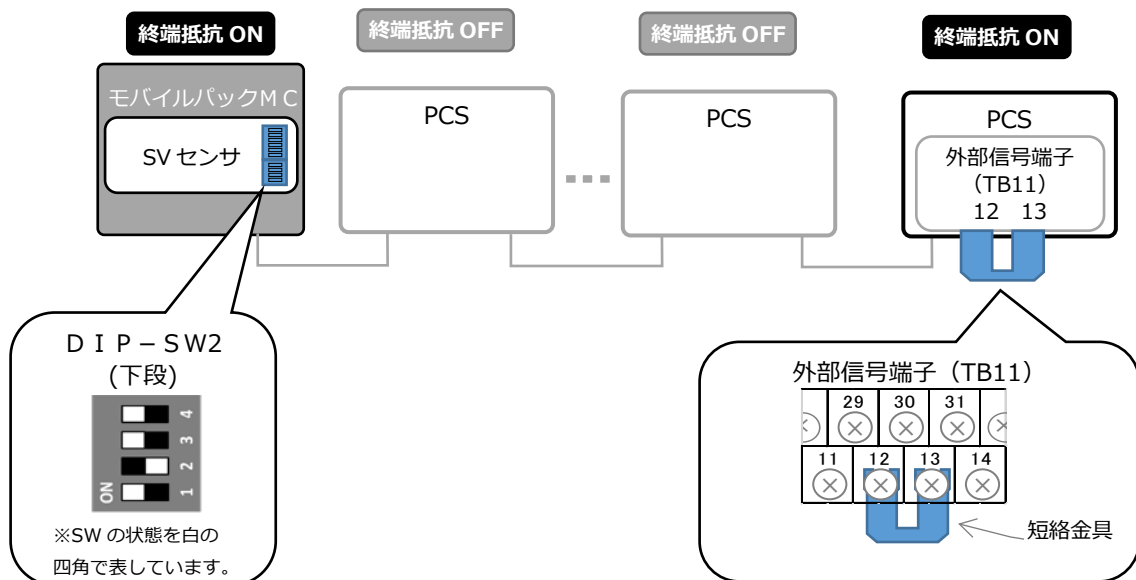 終端抵抗 ON
終端抵抗 OFF
終端抵抗 OFF
終端抵抗 ON
モバイルパックＭＣ
SV センサ
PCS
PCS
PCS
外部信号端子
（TB11）
12 13
ＤＩＰ－ＳＷ2
(下段)
4
3
2
1
ON
※SW の状態を白の
四角で表しています。
外部信号端子（TB11）
29 30 31
11 12 13 14
短絡金具